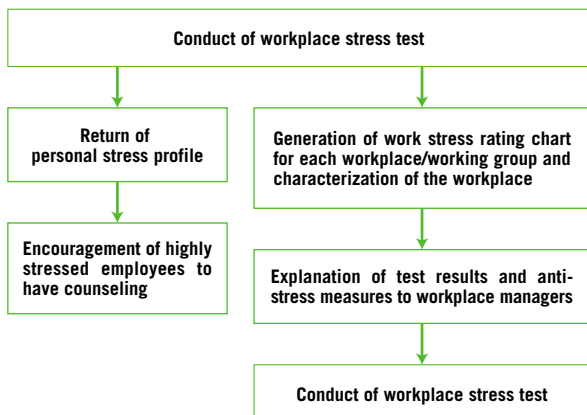 Conduct of workplace stress test
Return of
personal stress profile
Encouragement of highly
stressed employees to
have counseling
Generation of work stress rating chart
for each workplace/working group and
characterization of the workplace
Explanation of test results and anti-
stress measures to workplace managers
Conduct of workplace stress test